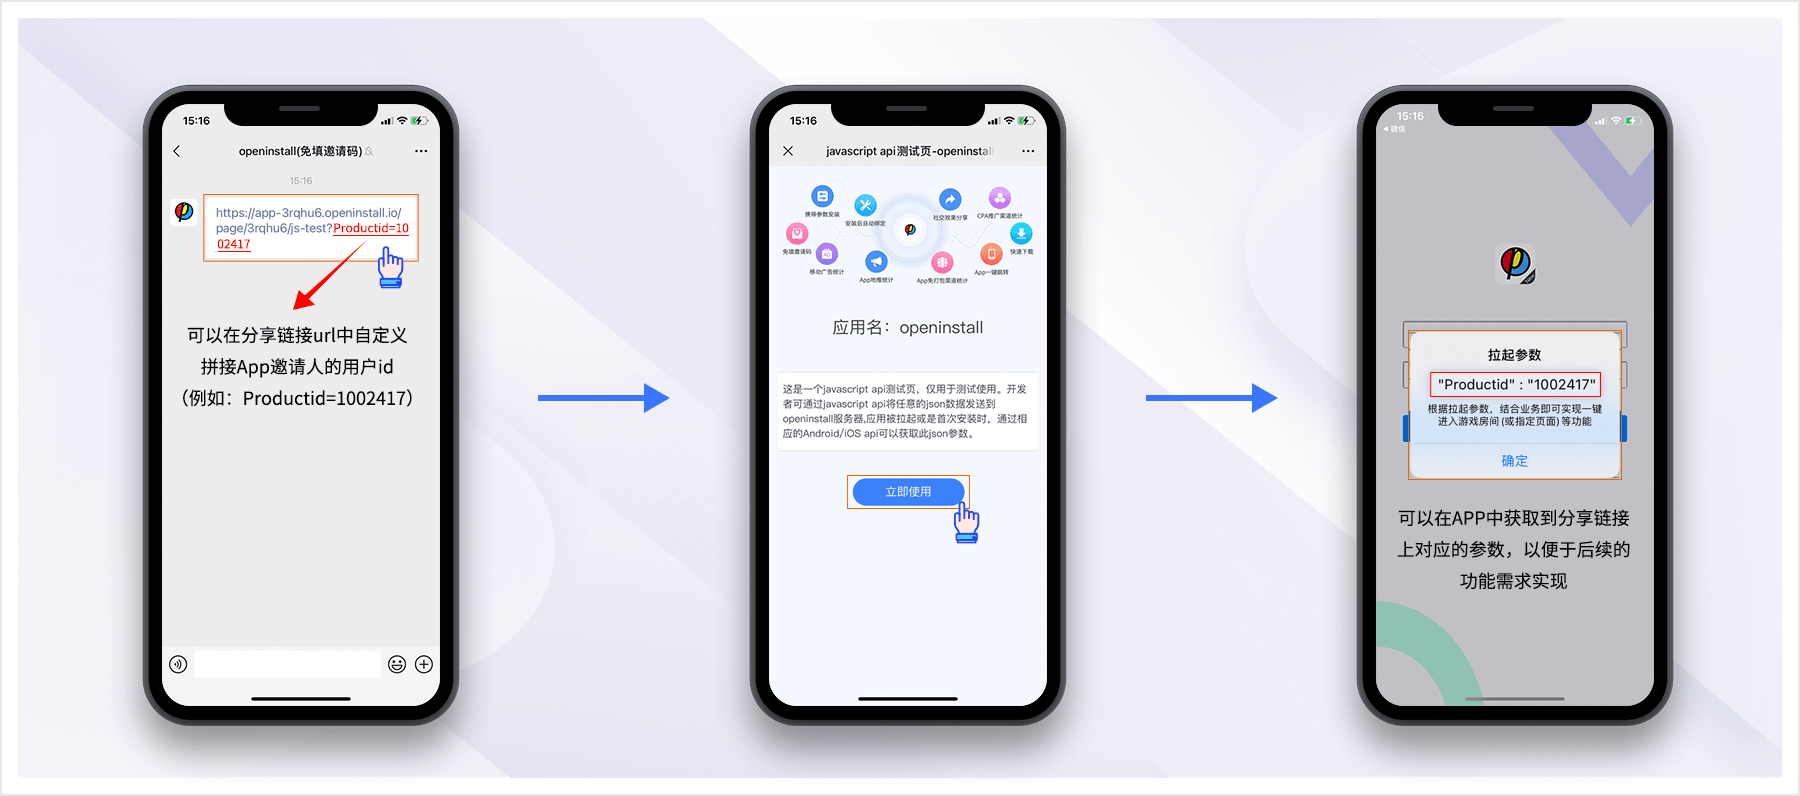 15:16
openinstall(免填邀请码)
15:16
https://app-3rqhu6.openinstall.io/
page/3rqhu6/js-test?Productid=10
02417
可以在分享链接url中自定义
拼接App邀请人的用户id
（例如：Productid=1002417）
15:16
javascript api测试页-openinstall
携带参数安装
安装后自动绑定
社交效果分享
CPA推广渠道统计
免填邀请码
移动广告统计
App地推统计
App免打包渠道统计
App一键跳转
快速下载
应用名：openinstall
这是一个javascript api测试页，仅用于测试使用。开发
者可通过javascript api将任意的json数据发送到
openinstall服务器,应用被拉起或是首次安装时，通过相
应的Android/iOS api可以获取此json参数。
立即使用
15:16
微信
拉起参数
"Productid" : "1002417"
根据拉起参数，结合业务即可实现一键
进入游戏房间(或指定页面)等功能
确定
可以在APP中获取到分享链接
上对应的参数，以便于后续的
功能需求实现